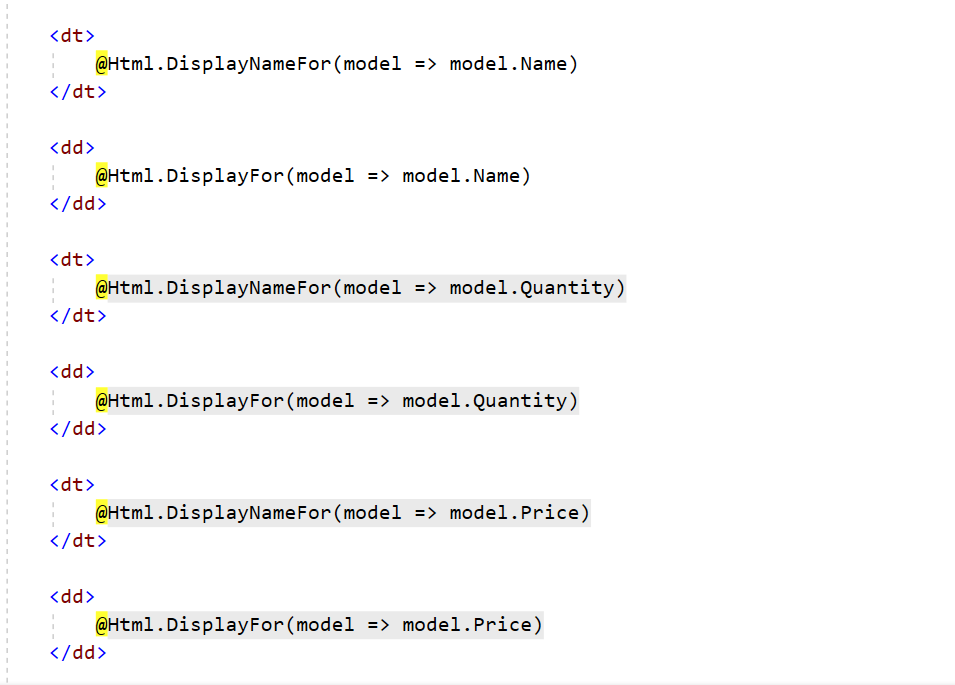 <dt>
@Html.DisplayNameFor(model => model.Name)
</dt>
<dd>
@Html.DisplayFor(model => model.Name)
</dd>
<dt>
@Html.DisplayNameFor(model => model.Quantity)
</dt>
<dd>
@Html.DisplayFor(model => model.Quantity)
</dd>
<dt>
@Html.DisplayNameFor(model => model.Price)
</dt>
<dd>
@Html.DisplayFor(model => model.Price)
</dd>